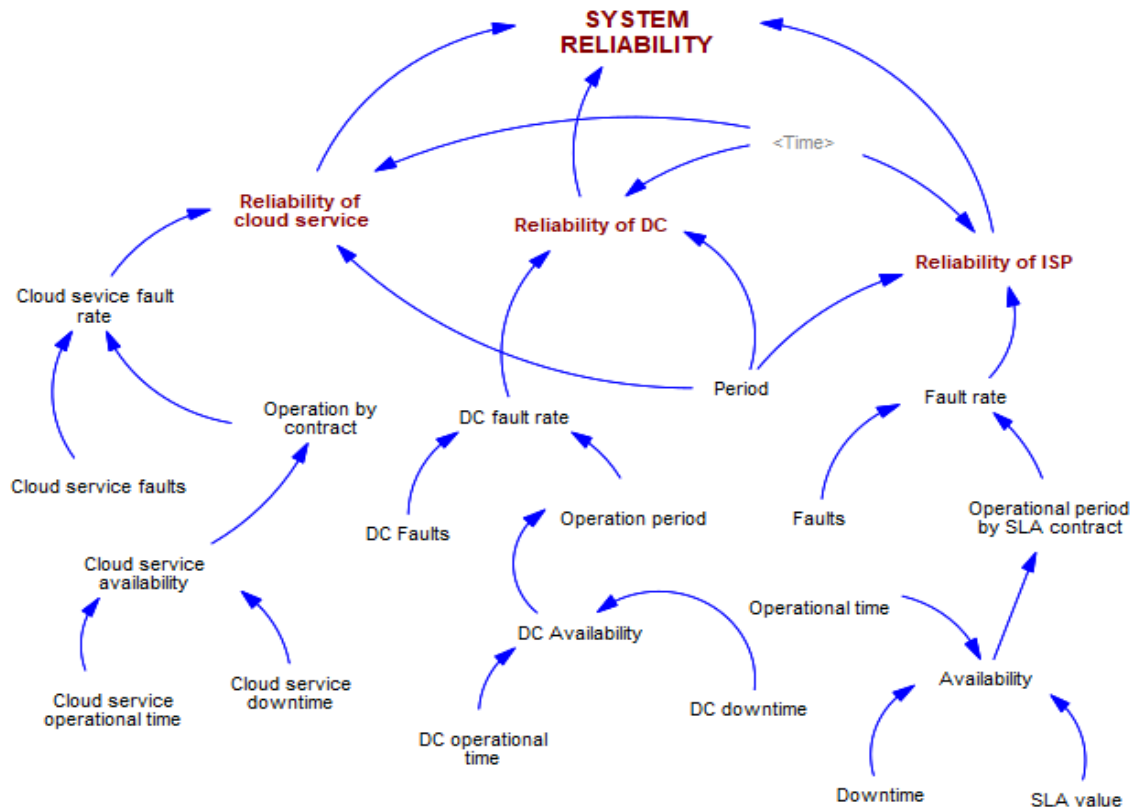 SYSTEM
RELIABILITY
<Time>
Reliability of
cloud service
Reliability of DC
Reliability of ISP
Cloud sevice fault
rate
Period
Fault rate
Operation by
contract
DC fault rate
Cloud service faults
DC Faults
Operation period
Faults
Operational period
by SLA contract
Cloud service
availability
Operational time
DC Availability
Availability
Cloud service
operational time
Cloud service
downtime
DC downtime
DC operational
time
Downtime
SLA value